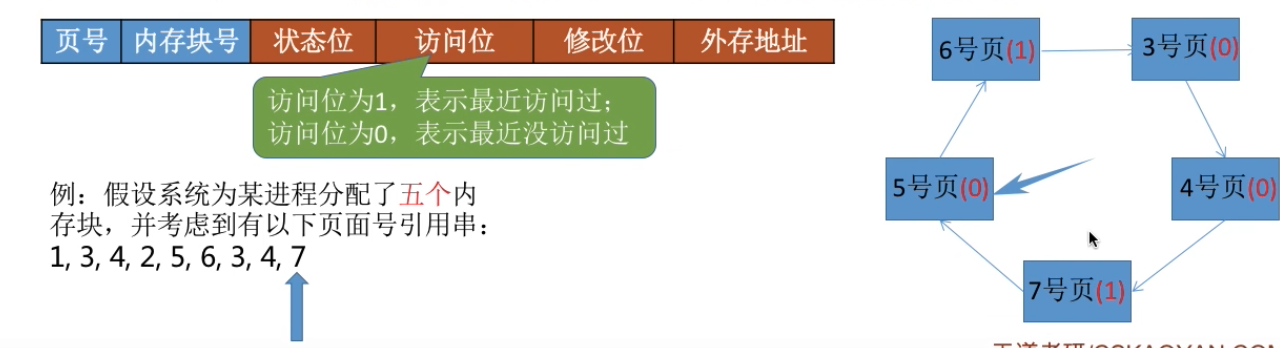 页号 内存块号 状态位 访问位 修改位 外存地址
访问位为1，表示最近访问过；
访问位为0，表示最近没访问过
例：假设系统为某进程分配了五个内
存块，并考虑到有以下页面号引用串：
1, 3, 4, 2, 5, 6, 3, 4, 7
6号页(1)
3号页(0)
5号页(0)
4号页(0)
7号页(1)